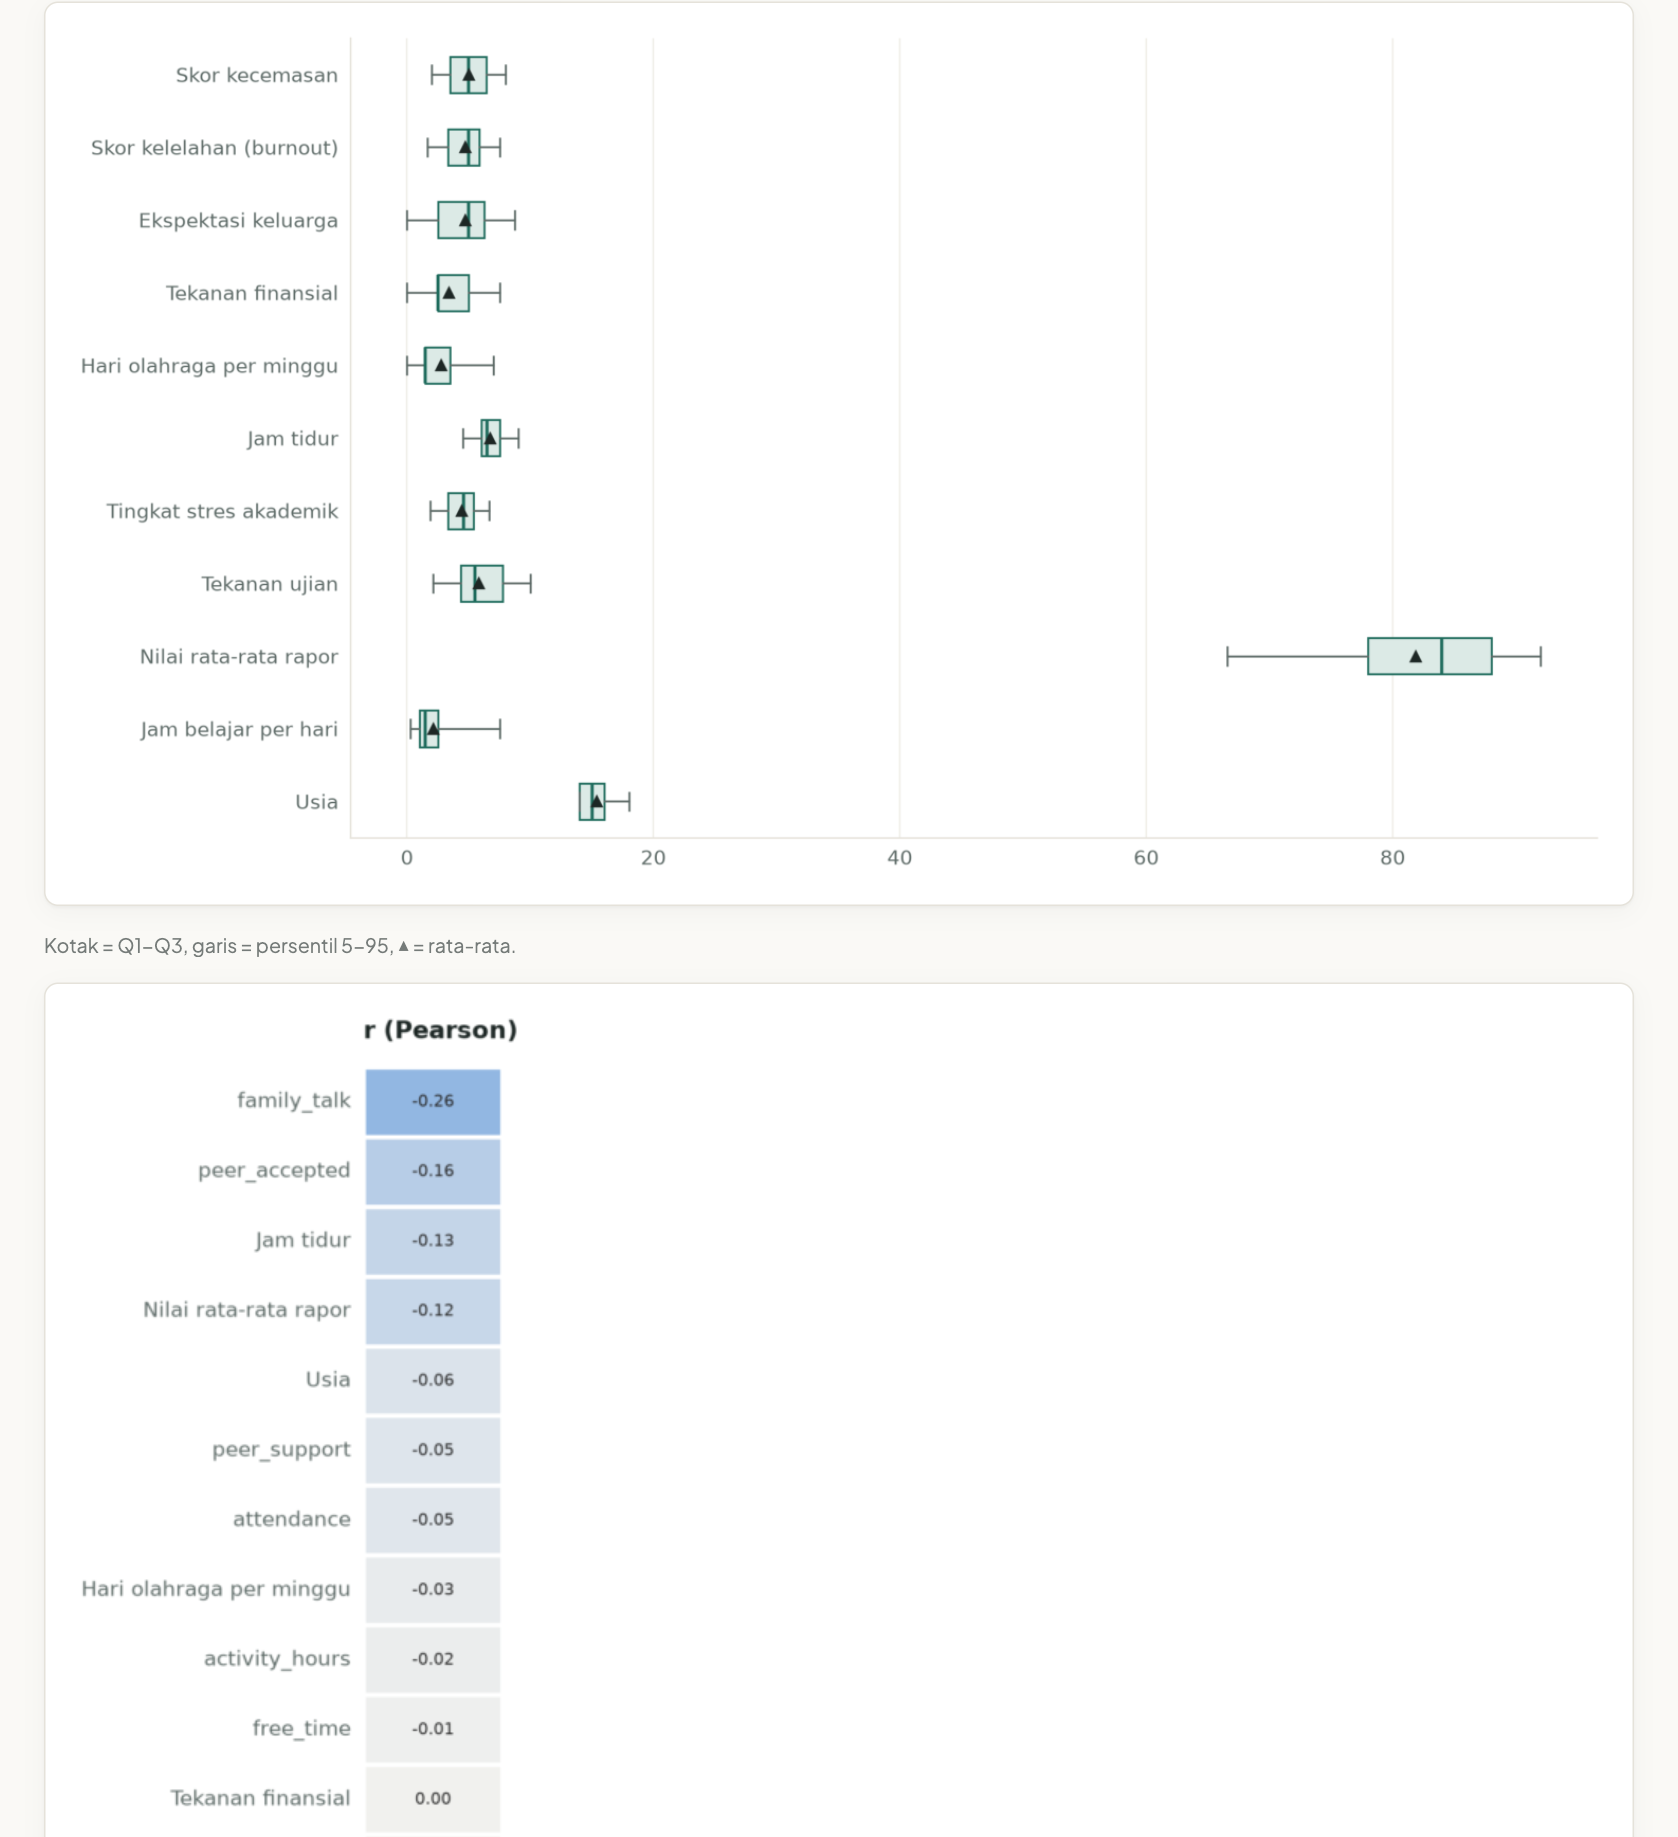 Skor kecemasan
Skor kelelahan (burnout)
Ekspektasi keluarga
Tekanan finansial
Hari olahraga per minggu
Jam tidur
Tingkat stres akademik
Tekanan ujian
Nilai rata-rata rapor
Jam belajar per hari
Usia
0 20 40 60 80
Kotak = Q1–Q3, garis = persentil 5–95, ▲ = rata-rata.
r (Pearson)
family_talk -0.26
peer_accepted -0.16
Jam tidur -0.13
Nilai rata-rata rapor -0.12
Usia -0.06
peer_support -0.05
attendance -0.05
Hari olahraga per minggu -0.03
activity_hours -0.02
free_time -0.01
Tekanan finansial 0.00